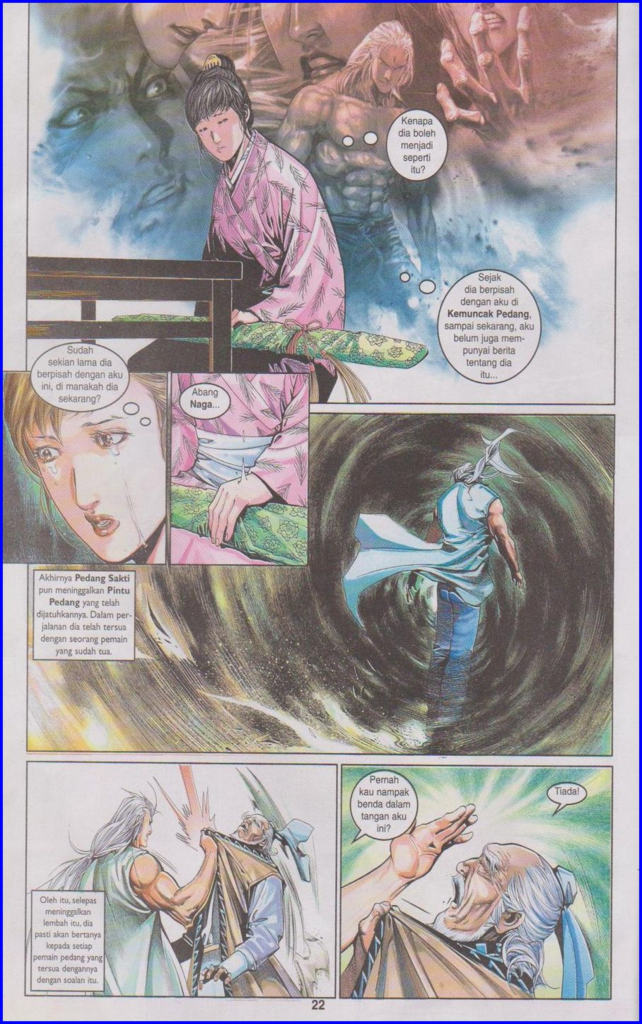 Kenapa
dia boleh
menjadi
seperti
itu?
Sejak
dia berpisah
dengan aku di
Kemuncak Pedang,
sampai sekarang, aku
belum juga mem-
punyai berita
tentang dia
itu...
Sudah
sekian lama dia
berpisah dengan aku
ini, di manakah dia
sekarang?
Abang
Naga...
Akhirnya Pedang Sakti
pun meninggalkan Pintu
Pedang yang telah
dijatuhkannya. Dalam per-
jalanan dia telah tersua
dengan seorang pemain
yang sudah tua.
Oleh itu, selepas
meninggalkan
lembah itu, dia
pasti akan bertanya
kepada setiap
pemain pedang yang
tersua dengannya
dengan soalan itu.
Pernah
kau nampak
benda dalam
tangan aku
ini?
Tiada!
22